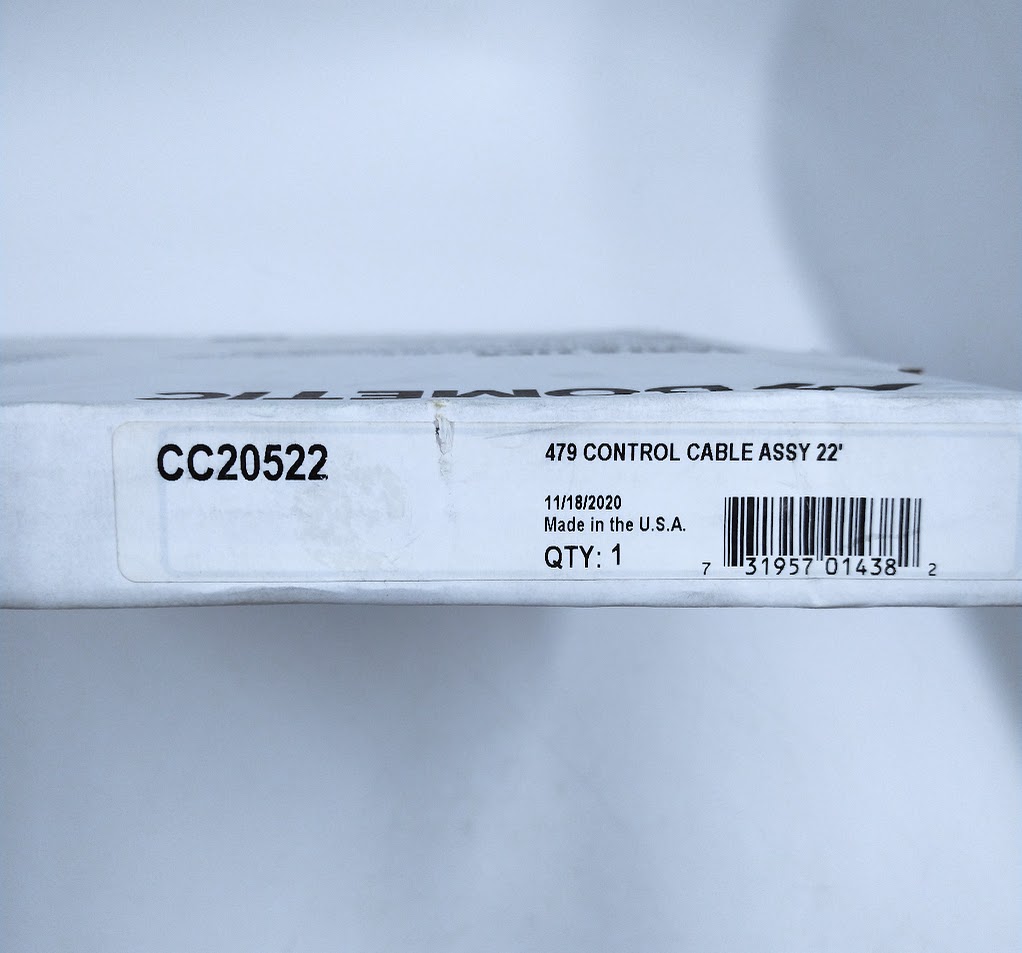 DOMETIC
CC20522
479 CONTROL CABLE ASSY 22'
11/18/2020
Made in the U.S.A.
QTY: 1
7 31957 01438 2